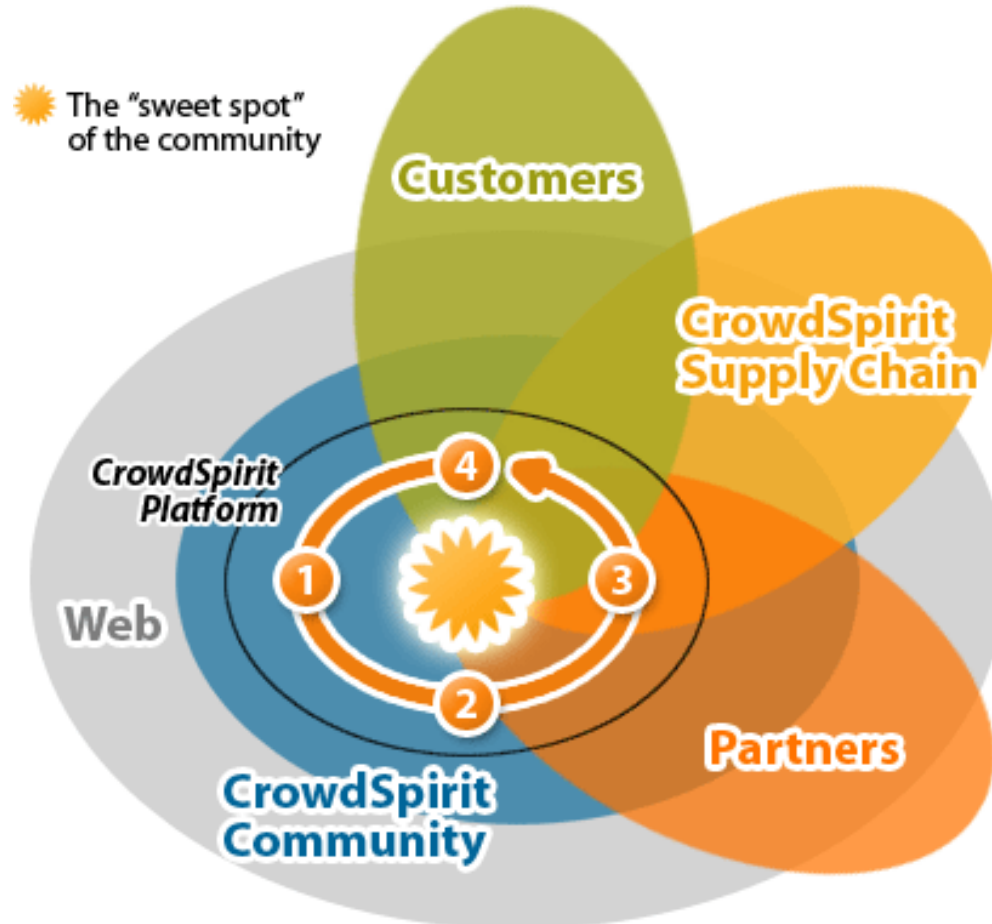 The “sweet spot”
of the community
Customers
CrowdSpirit
Supply Chain
CrowdSpirit
Platform
4
1
3
2
Web
Partners
CrowdSpirit
Community